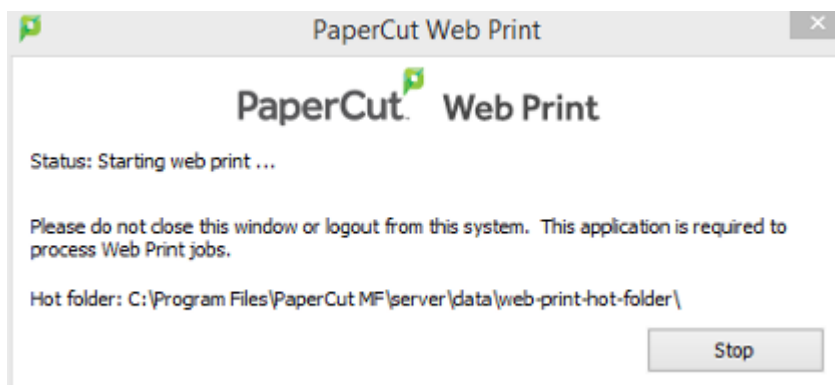 PaperCut Web Print
PaperCut™ Web Print
Status: Starting web print ...
Please do not close this window or logout from this system.  This application is required to
process Web Print jobs.
Hot folder: C:\Program Files\PaperCut MF\server\data\web-print-hot-folder\
Stop